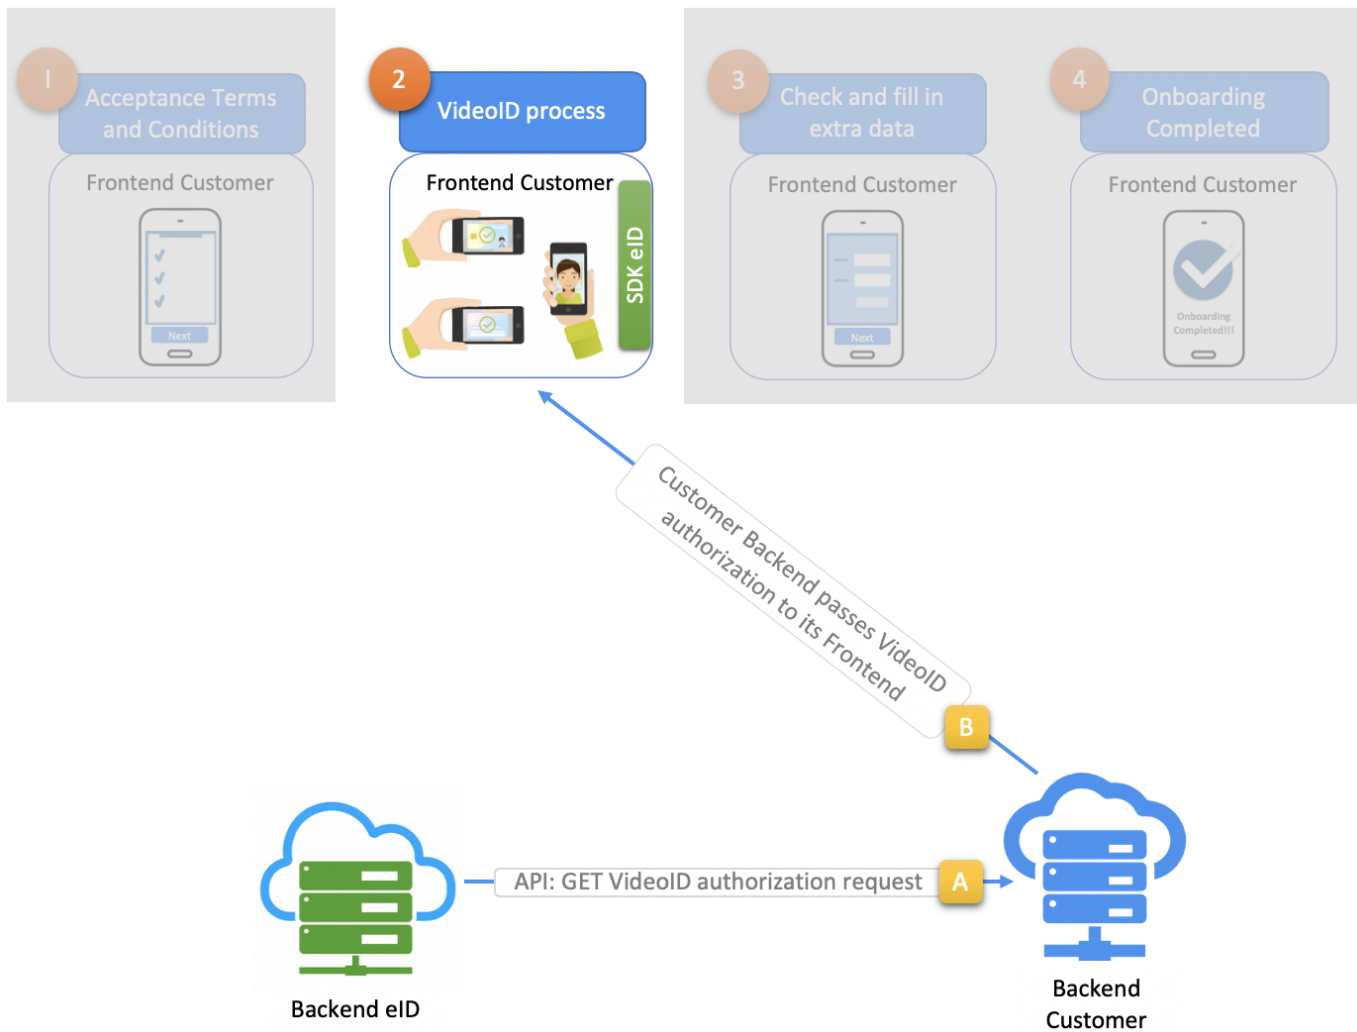 1
Acceptance Terms
and Conditions
Frontend Customer
Next
2
VideoID process
Frontend Customer
SDK eID
3
Check and fill in
extra data
Frontend Customer
Next
4
Onboarding
Completed
Frontend Customer
Onboarding
Completed!!!
Customer Backend passes VideoID
authorization to its Frontend
B
API: GET VideoID authorization request
A
Backend eID
Backend
Customer